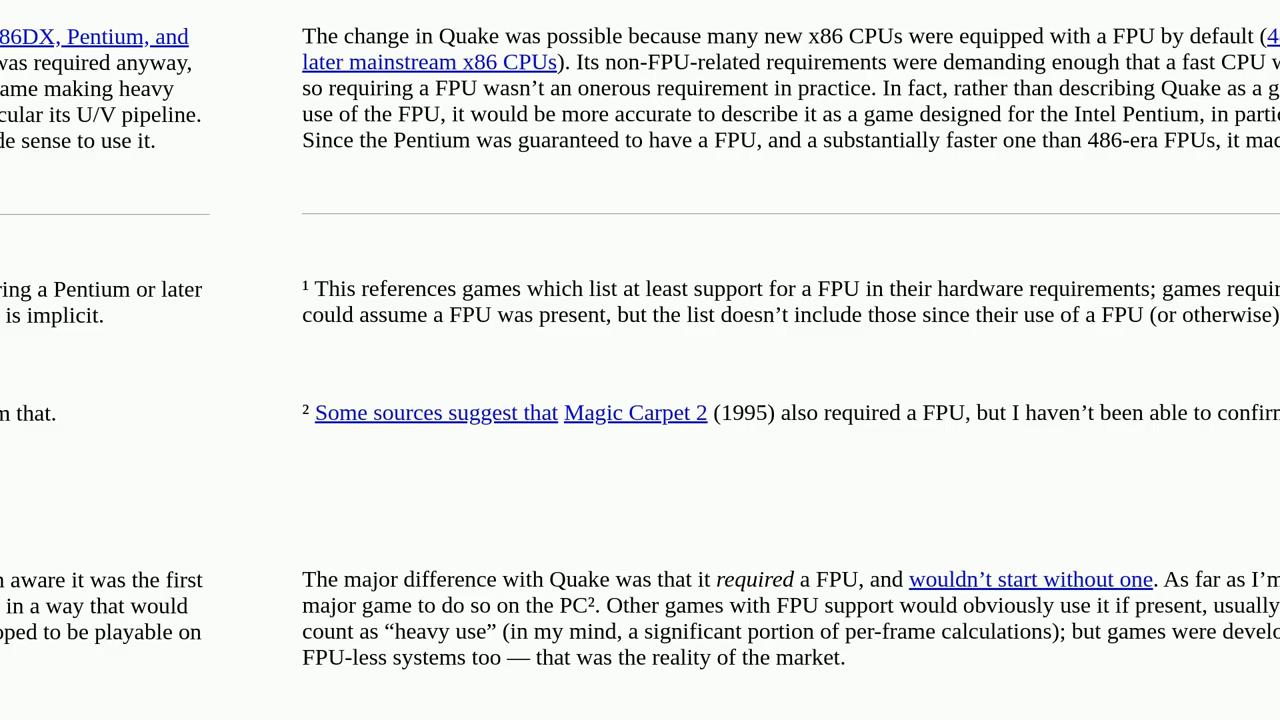 86DX, Pentium, and
was required anyway,
ame making heavy
cular its U/V pipeline.
de sense to use it.
ring a Pentium or later
is implicit.
m that.
n aware it was the first
in a way that would
oped to be playable on
The change in Quake was possible because many new x86 CPUs were equipped with a FPU by default (4
later mainstream x86 CPUs). Its non-FPU-related requirements were demanding enough that a fast CPU w
so requiring a FPU wasn’t an onerous requirement in practice. In fact, rather than describing Quake as a g
use of the FPU, it would be more accurate to describe it as a game designed for the Intel Pentium, in parti
Since the Pentium was guaranteed to have a FPU, and a substantially faster one than 486-era FPUs, it mad
¹ This references games which list at least support for a FPU in their hardware requirements; games requir
could assume a FPU was present, but the list doesn’t include those since their use of a FPU (or otherwise)
² Some sources suggest that Magic Carpet 2 (1995) also required a FPU, but I haven’t been able to confirm
The major difference with Quake was that it required a FPU, and wouldn’t start without one. As far as I’m
major game to do so on the PC². Other games with FPU support would obviously use it if present, usually
count as “heavy use” (in my mind, a significant portion of per-frame calculations); but games were develo
FPU-less systems too — that was the reality of the market.